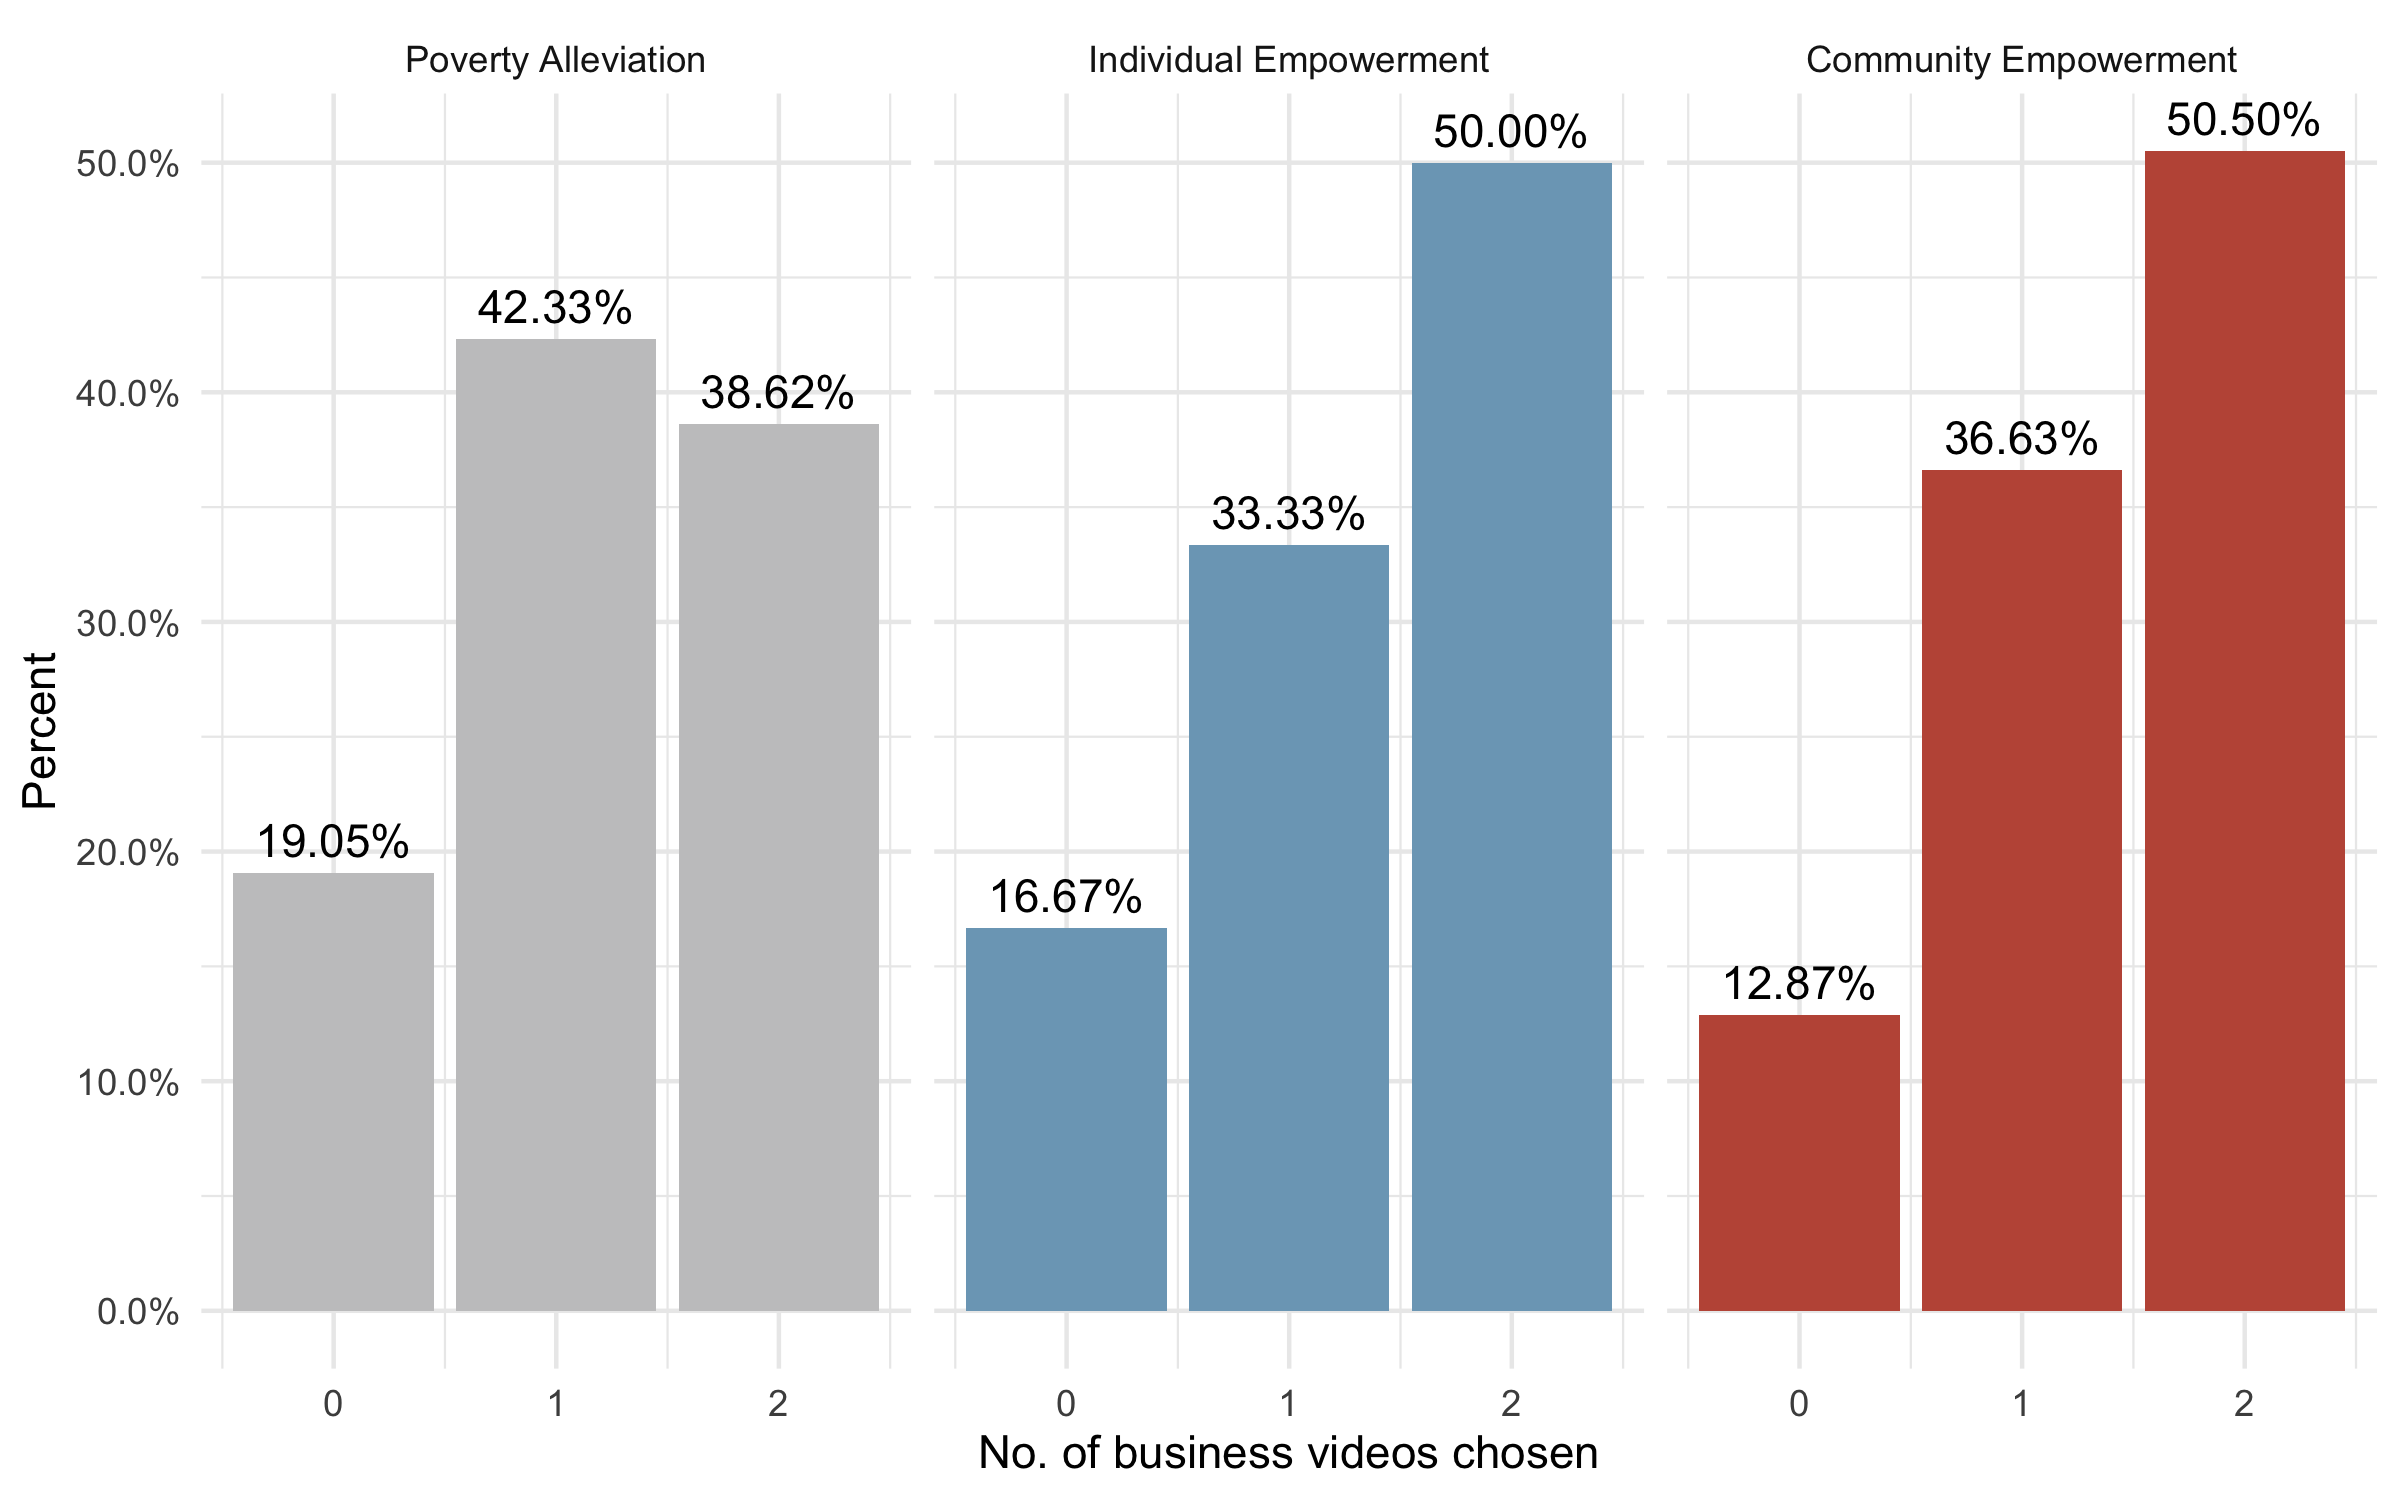 Poverty Alleviation
Individual Empowerment
Community Empowerment
Percent
50.0%
40.0%
30.0%
20.0%
10.0%
0.0%
19.05%
42.33%
38.62%
16.67%
33.33%
50.00%
12.87%
36.63%
50.50%
0 1 2
0 1 2
0 1 2
No. of business videos chosen